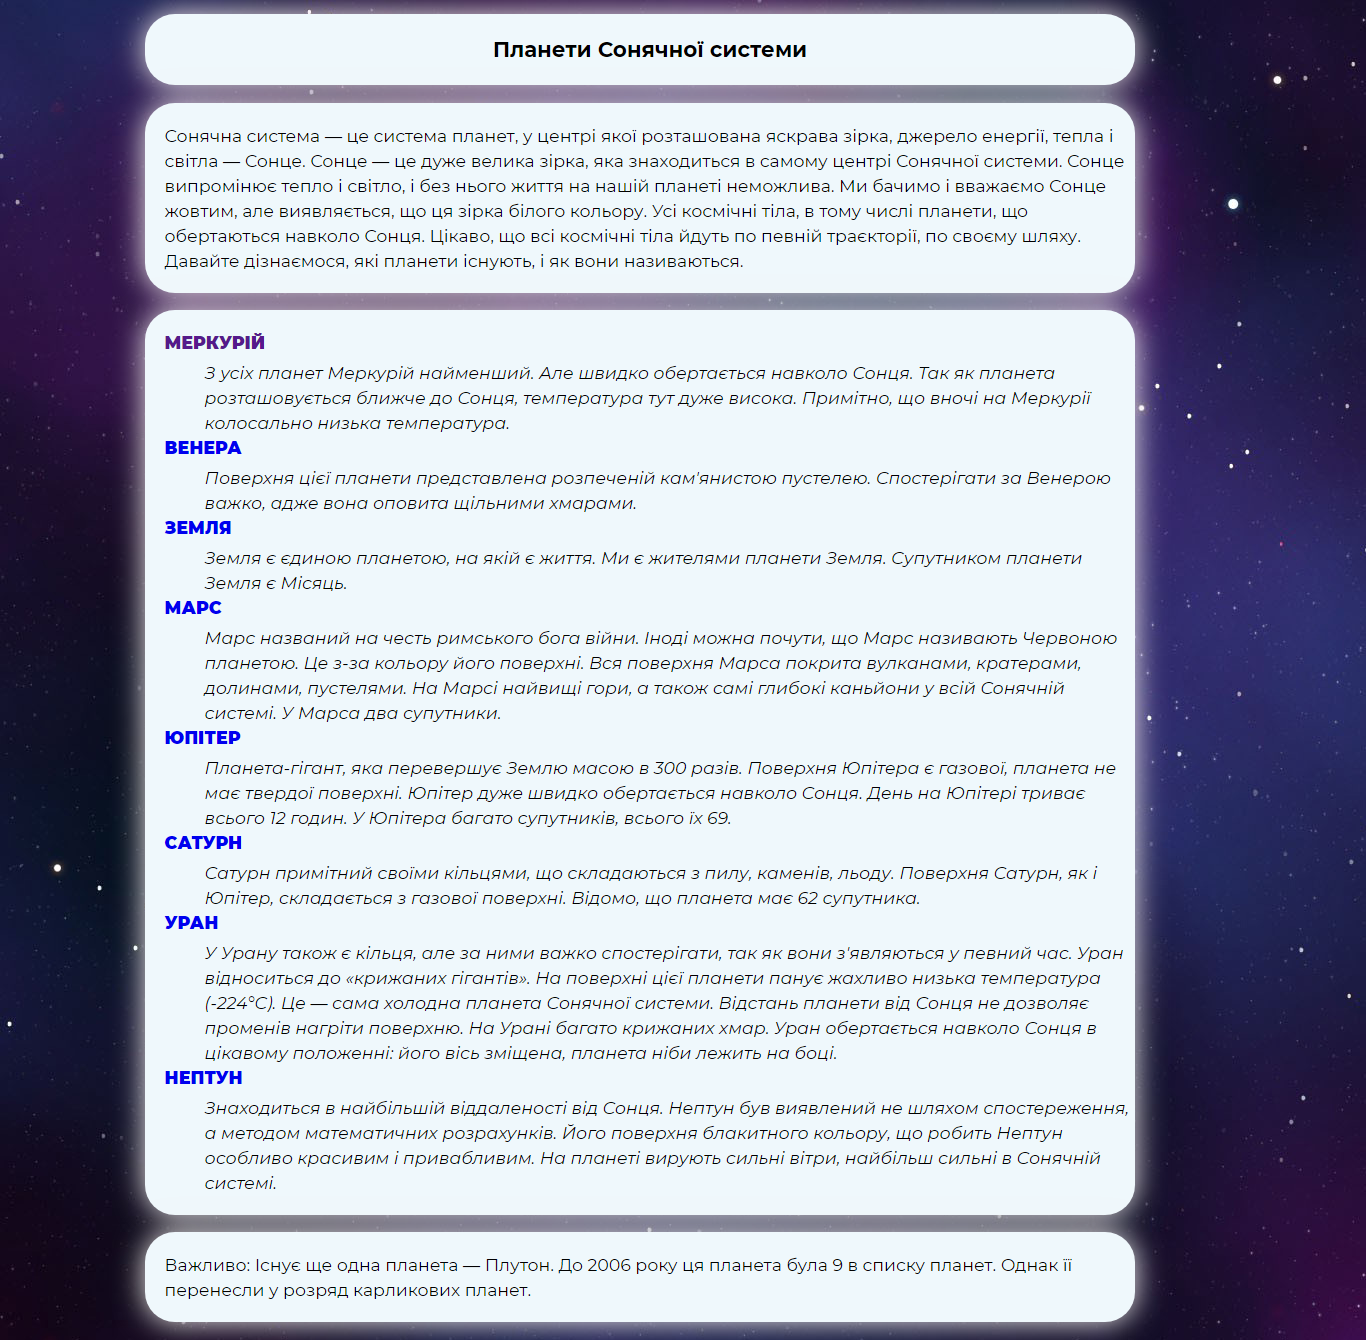 Планети Сонячної системи
Сонячна система — це система планет, у центрі якої розташована яскрава зірка, джерело енергії, тепла і
світла — Сонце. Сонце — це дуже велика зірка, яка знаходиться в самому центрі Сонячної системи. Сонце
випромінює тепло і світло, і без нього життя на нашій планеті неможлива. Ми бачимо і вважаємо Сонце
жовтим, але виявляється, що ця зірка білого кольору. Усі космічні тіла, в тому числі планети, що
обертаються навколо Сонця. Цікаво, що всі космічні тіла йдуть по певній траєкторії, по своєму шляху.
Давайте дізнаємося, які планети існують, і як вони називаються.
МЕРКУРІЙ
З усіх планет Меркурій найменший. Але швидко обертається навколо Сонця. Так як планета
розташовується ближче до Сонця, температура тут дуже висока. Примітно, що вночі на Меркурії
колосально низька температура.
ВЕНЕРА
Поверхня цієї планети представлена розпеченій кам'янистою пустелею. Спостерігати за Венерою
важко, адже вона оповита щільними хмарами.
ЗЕМЛЯ
Земля є єдиною планетою, на якій є життя. Ми є жителями планети Земля. Супутником планети
Земля є Місяць.
МАРС
Марс названий на честь римського бога війни. Іноді можна почути, що Марс називають Червоною
планетою. Це з-за кольору його поверхні. Вся поверхня Марса покрита вулканами, кратерами,
долинами, пустелями. На Марсі найвищі гори, а також самі глибокі каньйони у всій Сонячній
системі. У Марса два супутники.
ЮПІТЕР
Планета-гігант, яка перевершує Землю масою в 300 разів. Поверхня Юпітера є газової, планета не
має твердої поверхні. Юпітер дуже швидко обертається навколо Сонця. День на Юпітері триває
всього 12 годин. У Юпітера багато супутників, всього їх 69.
САТУРН
Сатурн примітний своїми кільцями, що складаються з пилу, каменів, льоду. Поверхня Сатурн, як і
Юпітер, складається з газової поверхні. Відомо, що планета має 62 супутника.
УРАН
У Урану також є кільця, але за ними важко спостерігати, так як вони з'являються у певний час. Уран
відноситься до «крижаних гігантів». На поверхні цієї планети панує жахливо низька температура
(-224°С). Це — сама холодна планета Сонячної системи. Відстань планети від Сонця не дозволяє
променів нагріти поверхню. На Урані багато крижаних хмар. Уран обертається навколо Сонця в
цікавому положенні: його вісь зміщена, планета ніби лежить на боці.
НЕПТУН
Знаходиться в найбільшій віддаленості від Сонця. Нептун був виявлений не шляхом спостереження,
а методом математичних розрахунків. Його поверхня блакитного кольору, що робить Нептун
особливо красивим і привабливим. На планеті вирують сильні вітри, найбільш сильні в Сонячній
системі.
Важливо: Існує ще одна планета — Плутон. До 2006 року ця планета була 9 в списку планет. Однак її
перенесли у розряд карликових планет.